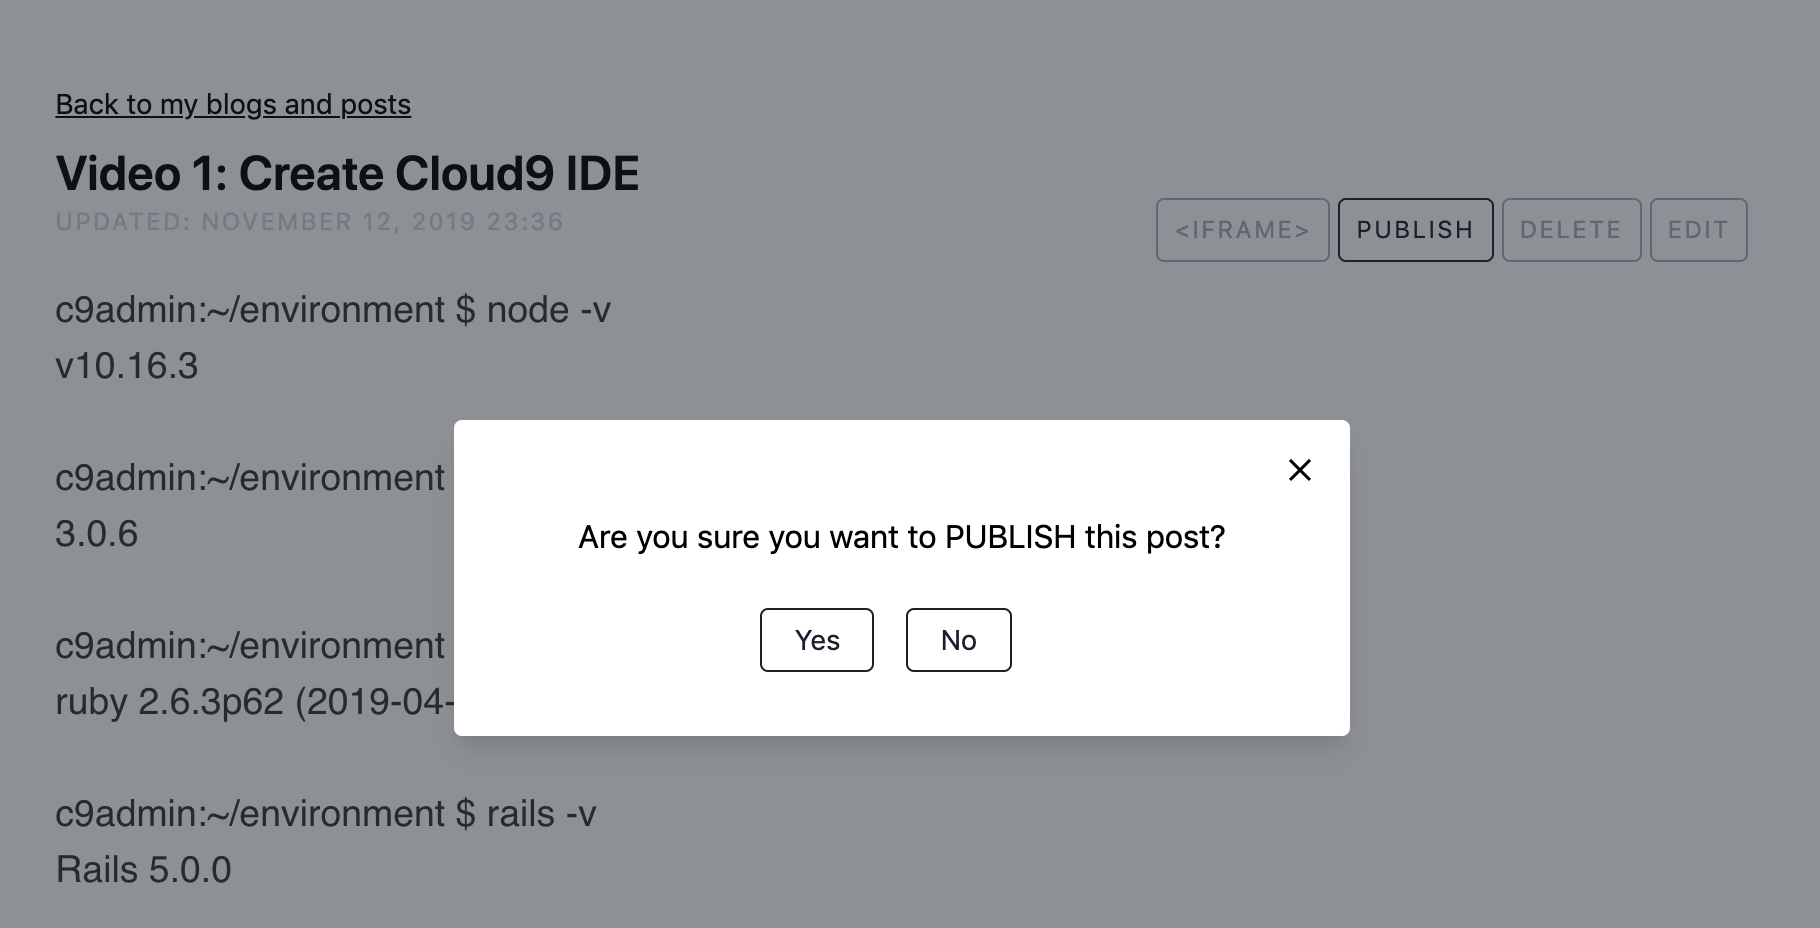 Back to my blogs and posts
Video 1: Create Cloud9 IDE
UPDATED: NOVEMBER 12, 2019 23:36
<IFRAME> PUBLISH DELETE EDIT
c9admin:~/environment $ node -v
v10.16.3
c9admin:~/environment
3.0.6
Are you sure you want to PUBLISH this post?
Yes No
c9admin:~/environment
ruby 2.6.3p62 (2019-04-
c9admin:~/environment $ rails -v
Rails 5.0.0